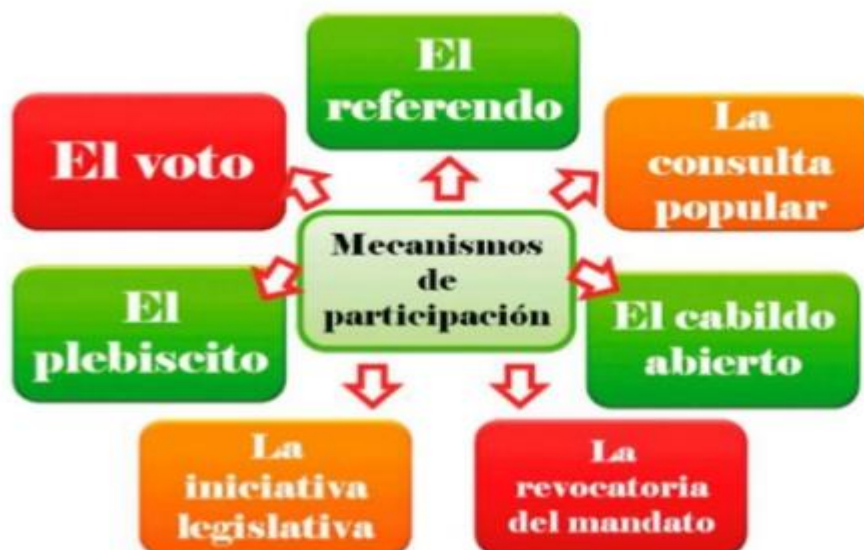 El
referendo
El voto
La
consulta
popular
Mecanismos
de
participación
El
plebiscito
El cabildo
abierto
La
iniciativa
legislativa
La
revocatoria
del mandato